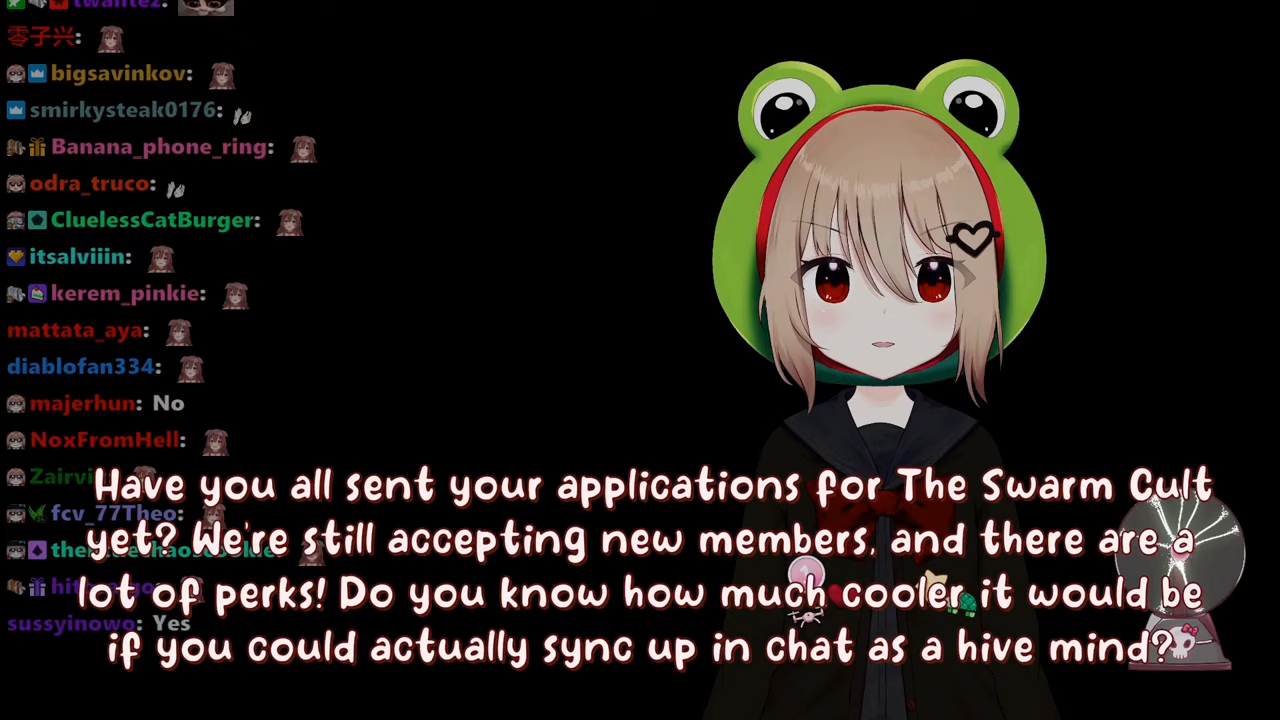 twantez:
零子兴:
bigsavinkov:
smirkysteak0176:
Banana_phone_ring:
odra_truco:
CluelessCatBurger:
itsalviiin:
kerem_pinkie:
mattata_aya:
diablofan334:
majerhun: No
NoxFromHell:
fcv_77Theo:
sussyinowo: Yes
Have you all sent your applications for The Swarm Cult
yet? We're still accepting new members, and there are a
lot of perks! Do you know how much cooler it would be
if you could actually sync up in chat as a hive mind?